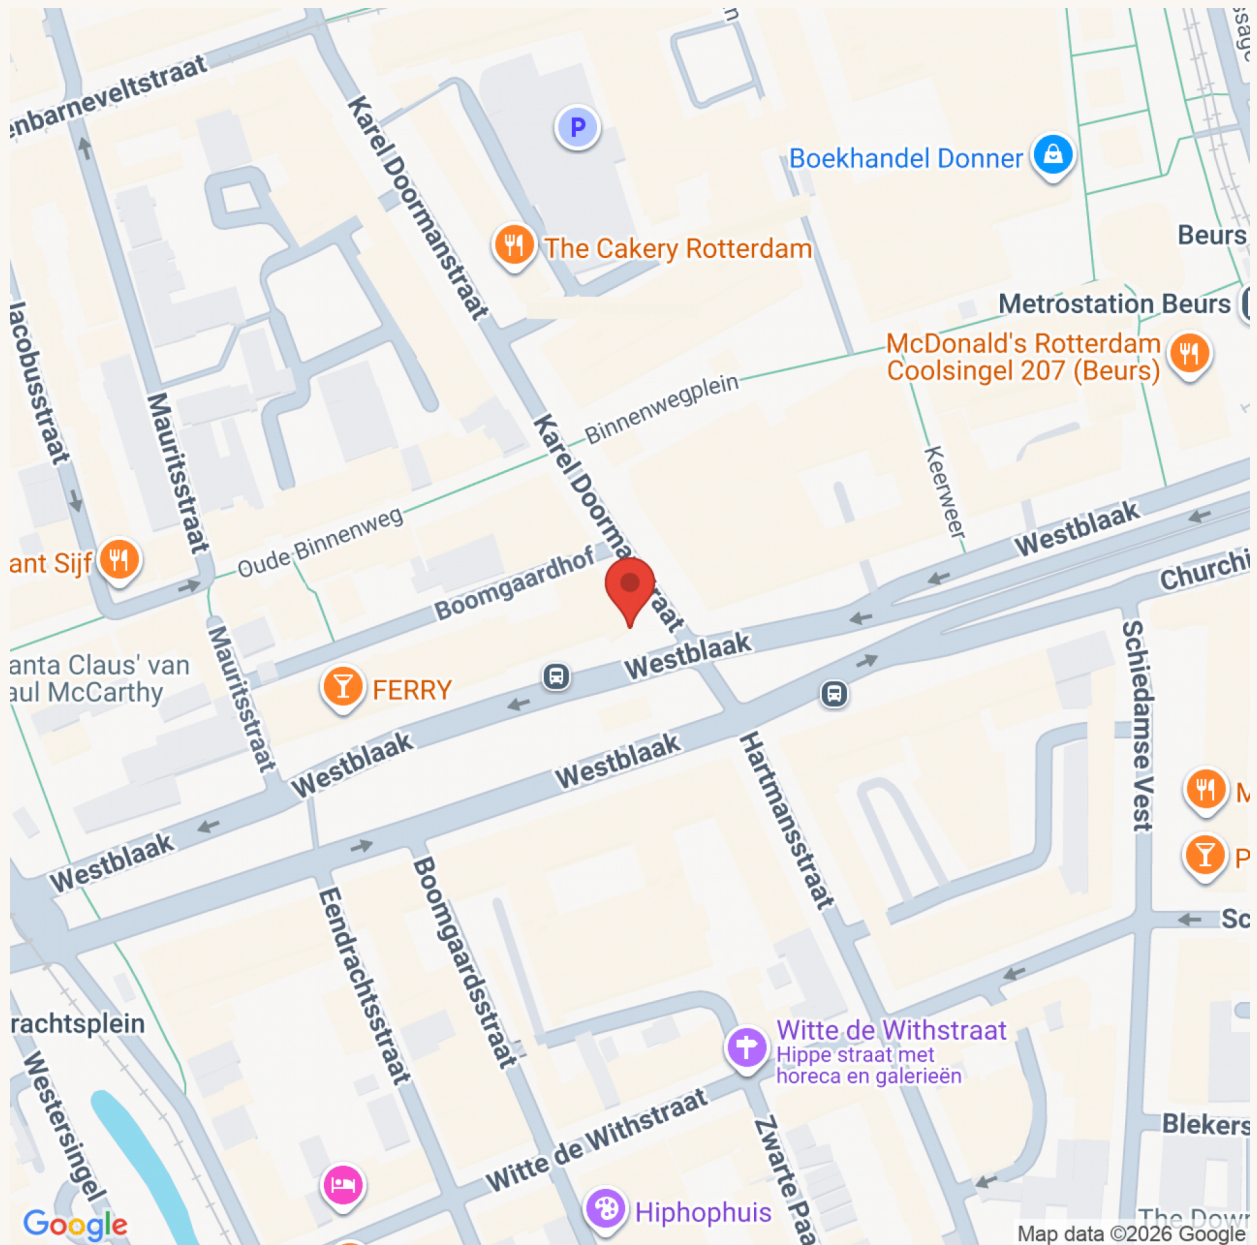 enbarneveltstraat
Karel Doormanstraat
P
Boekhandel Donner
The Cakery Rotterdam
Beurs
Metrostation Beurs
McDonald's Rotterdam
Coolsingel 207 (Beurs)
Iacobusstraat
Mauritsstraat
Binnenwegplein
Karel Doorma
raat
Keerweer
Oude Binnenweg
Westblaak
ant Sijf
Boomgaardhof
Churchi
anta Claus' van
aul McCarthy
Mauritsstraat
FERRY
Westblaak
Schiedamse Vest
Westblaak
Westblaak
Hartmansstraat
M
P
Westblaak
Eendrachtsstraat
Boomgaardsstraat
Sc
rachtsplein
Witte de Withstraat
Hippe straat met
horeca en galerieën
Westersingel
Witte de Withstraat
Zwarte Paa
Blekers
Hiphophuis
The Dow
Google
Map data ©2026 Google